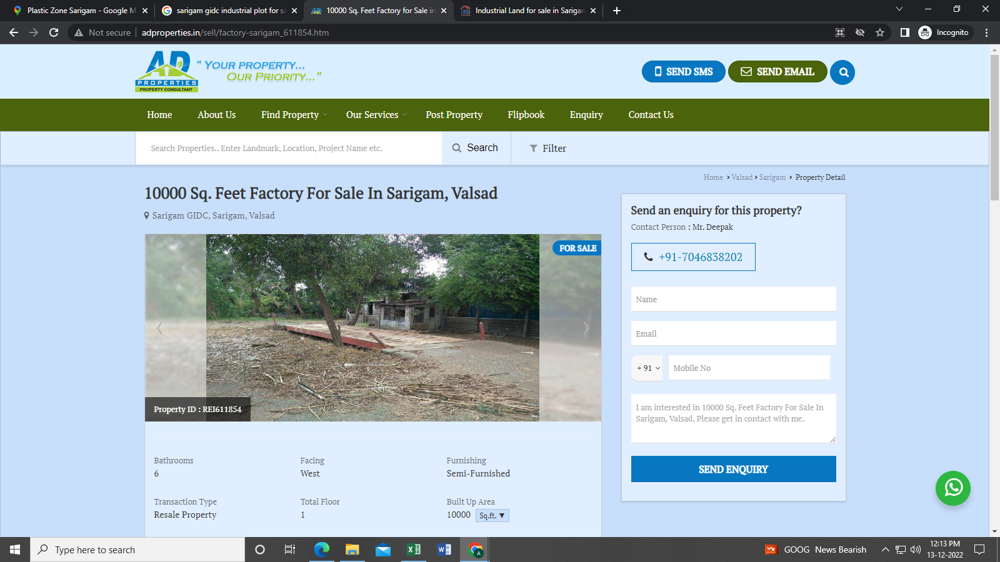 Plastic Zone Sarigam - Google M
sarigam gidc industrial plot for sa
10000 Sq. Feet Factory for Sale in
Industrial Land for sale in Sarigam
Not secure
adproperties.in/sell/factory-sarigam_611854.htm
Incognito
AD
PROPERTIES
PROPERTY CONSULTANT
" YOUR PROPERTY...
OUR PRIORITY..."
SEND SMS
SEND EMAIL
Home About Us Find Property Our Services Post Property Flipbook Enquiry Contact Us
Search Properties.. Enter Landmark, Location, Project Name etc.
Search
Filter
Home > Valsad > Sarigam > Property Detail
10000 Sq. Feet Factory For Sale In Sarigam, Valsad
Sarigam GIDC, Sarigam, Valsad
FOR SALE
Property ID : REI611854
Bathrooms Facing Furnishing
6 West Semi-Furnished
Transaction Type Total Floor Built Up Area
Resale Property 1 10000 Sq.ft. ▼
Send an enquiry for this property?
Contact Person : Mr. Deepak
+91-7046838202
Name
Email
+ 91 Mobile No
I am interested in 10000 Sq. Feet Factory For Sale In
Sarigam, Valsad. Please get in contact with me.
SEND ENQUIRY
Type here to search
GOOG News Bearish
12:13 PM
13-12-2022